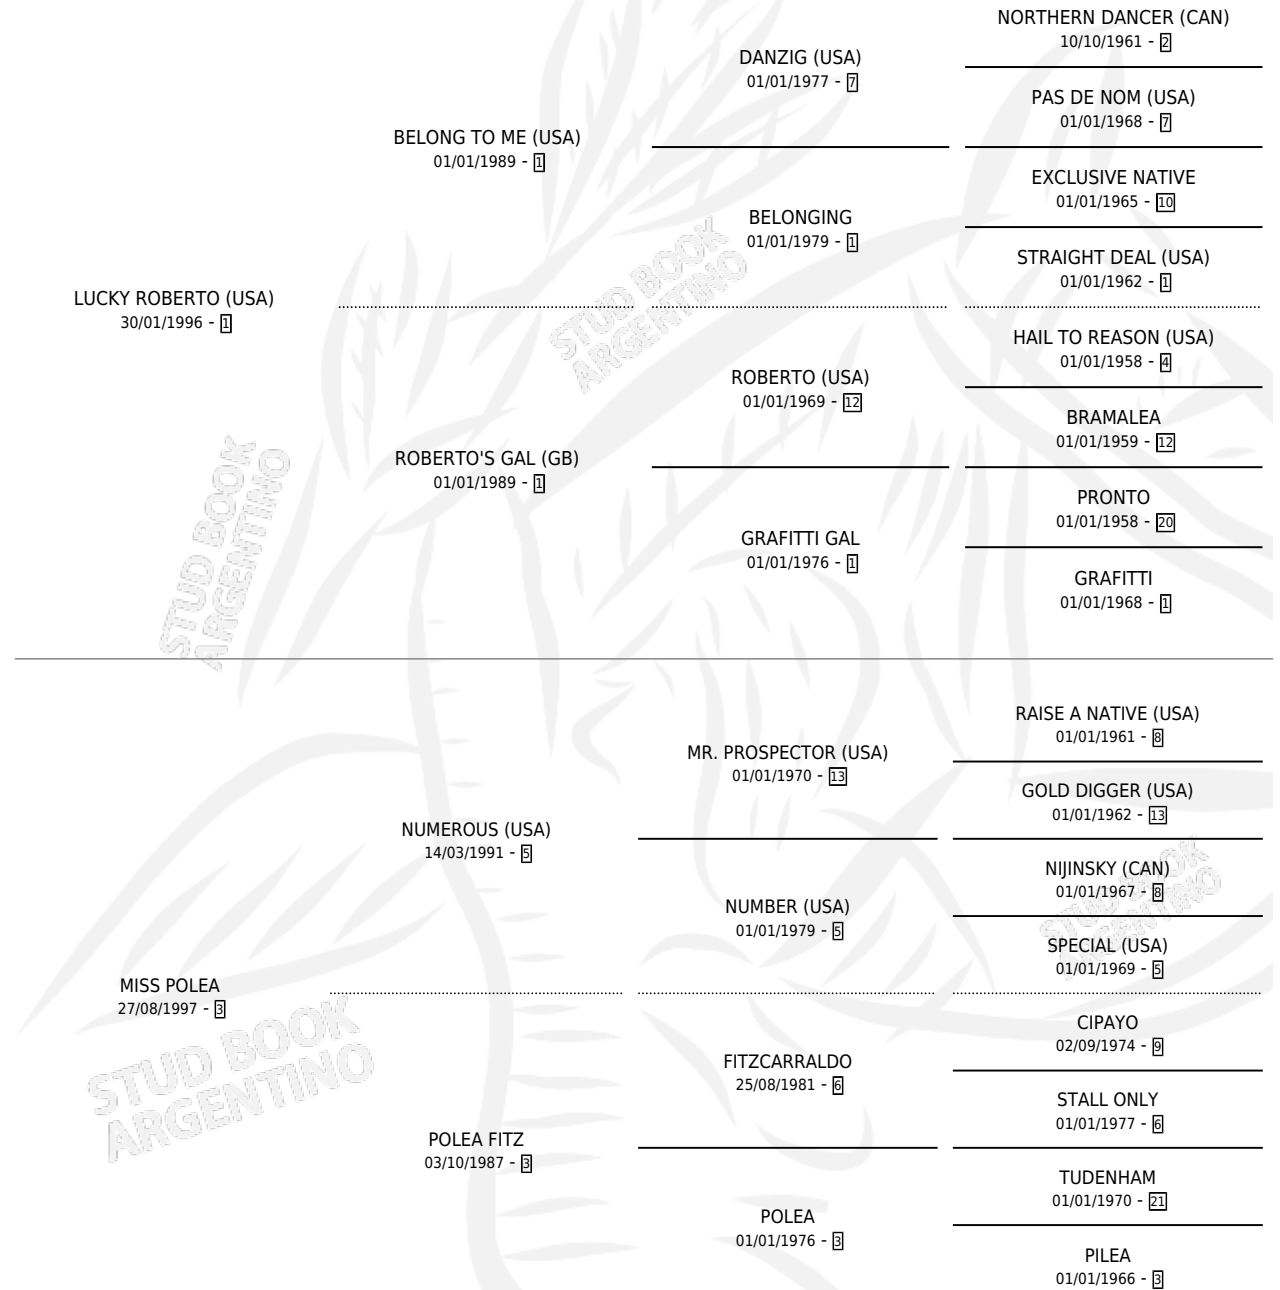 NORTHERN DANCER (CAN)
10/10/1961 - 2
DANZIG (USA)
01/01/1977 - 7
PAS DE NOM (USA)
01/01/1968 - 7
BELONG TO ME (USA)
01/01/1989 - 1
EXCLUSIVE NATIVE
01/01/1965 - 10
BELONGING
01/01/1979 - 1
STRAIGHT DEAL (USA)
01/01/1962 - 1
LUCKY ROBERTO (USA)
30/01/1996 - 1
STUD BOOK
ARGENTINO
HAIL TO REASON (USA)
01/01/1958 - 4
ROBERTO (USA)
01/01/1969 - 12
BRAMALEA
01/01/1959 - 12
ROBERTO'S GAL (GB)
01/01/1989 - 1
PRONTO
01/01/1958 - 20
GRAFITTI GAL
01/01/1976 - 1
GRAFITTI
01/01/1968 - 1
STUD BOOK
ARGENTINO
RAISE A NATIVE (USA)
01/01/1961 - 8
MR. PROSPECTOR (USA)
01/01/1970 - 13
GOLD DIGGER (USA)
01/01/1962 - 13
NUMEROUS (USA)
14/03/1991 - 5
NIJINSKY (CAN)
01/01/1967 - 8
NUMBER (USA)
01/01/1979 - 5
STUD BOOK
ARGENTINO
SPECIAL (USA)
01/01/1969 - 5
MISS POLEA
27/08/1997 - 3
CIPAYO
02/09/1974 - 9
FITZCARRALDO
25/08/1981 - 6
STALL ONLY
01/01/1977 - 6
STUD BOOK
ARGENTINO
POLEA FITZ
03/10/1987 - 3
TUDENHAM
01/01/1970 - 21
POLEA
01/01/1976 - 3
PILEA
01/01/1966 - 3